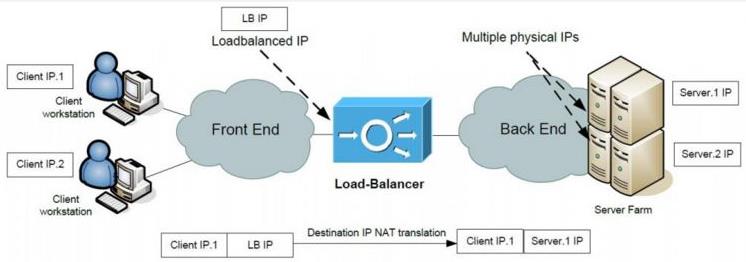 LB IP
Loadbalanced IP
Multiple physical IPs
Client IP.1
Client
workstation
Front End
Back End
Server.1 IP
Client IP.2
Client
workstation
Load-Balancer
Server.2 IP
Server Farm
Client IP.1 LB IP Destination IP NAT translation Client IP.1 Server.1 IP